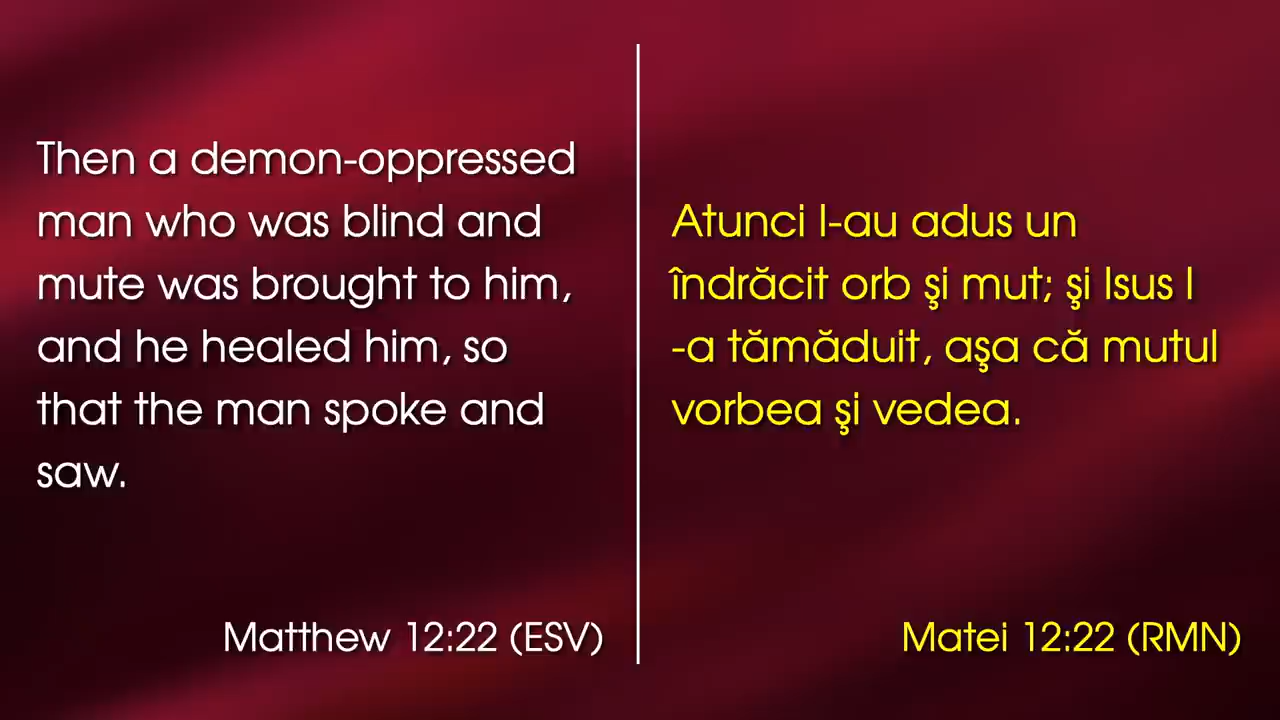 Then a demon-oppressed
man who was blind and
mute was brought to him,
and he healed him, so
that the man spoke and
saw.
Matthew 12:22 (ESV)
Atunci l-au adus un
îndrăcit orb şi mut; şi Isus l
-a tămăduit, aşa că mutul
vorbea şi vedea.
Matei 12:22 (RMN)